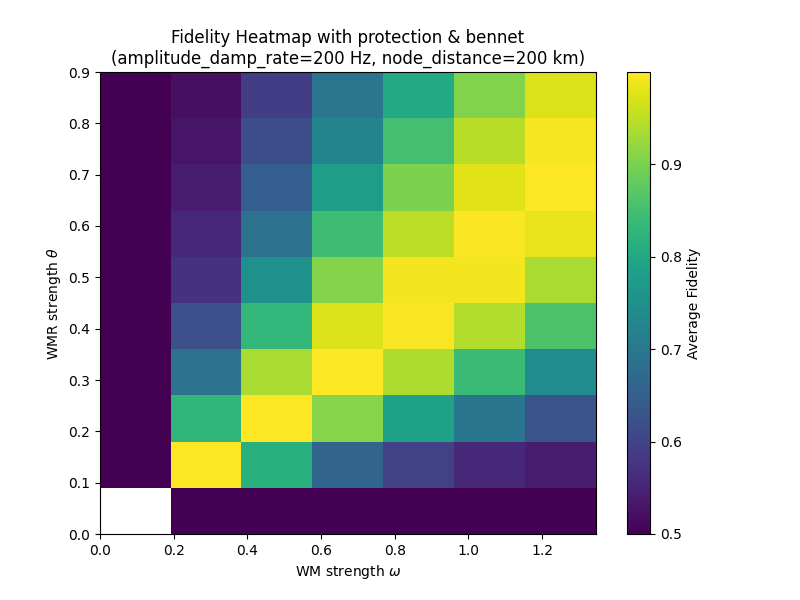 Fidelity Heatmap with protection & bennet
(amplitude_damp_rate=200 Hz, node_distance=200 km)
0.9
0.8
0.7
0.6
0.5
0.4
0.3
0.2
0.1
0.0
WMR strength θ
0.0 0.2 0.4 0.6 0.8 1.0 1.2
WM strength ω
0.9
0.8
0.7
0.6
0.5
Average Fidelity